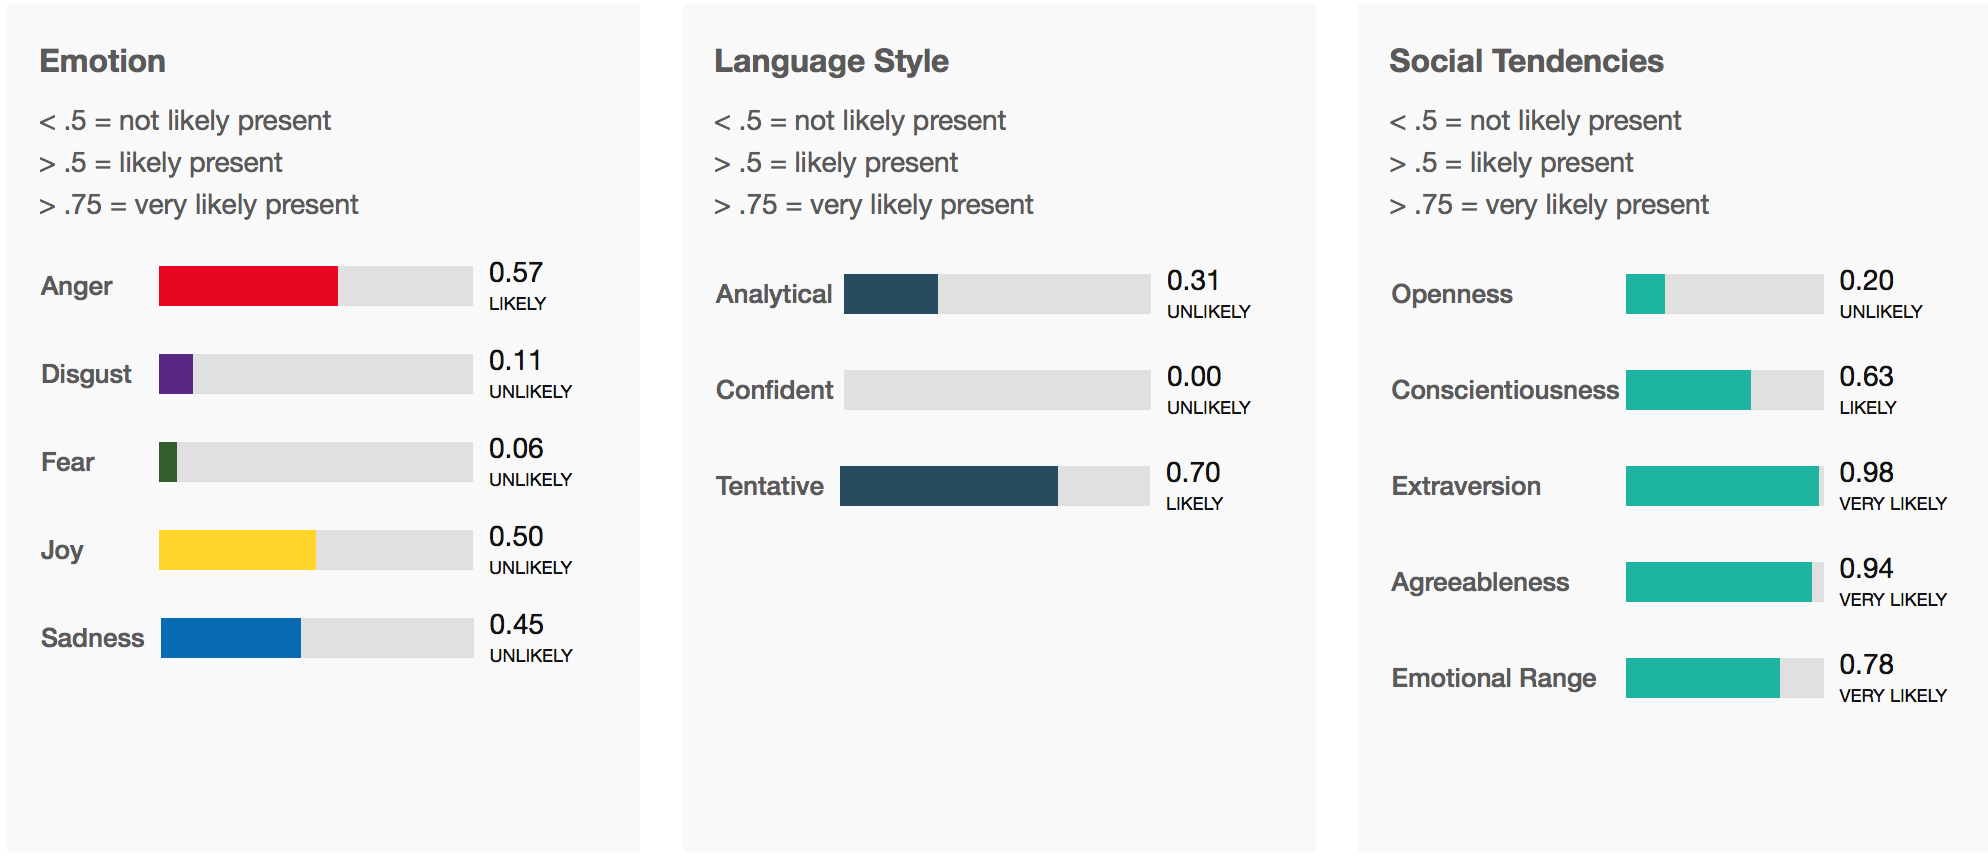 Emotion
< .5 = not likely present
> .5 = likely present
> .75 = very likely present
Anger
0.57
LIKELY
Disgust
0.11
UNLIKELY
Fear
0.06
UNLIKELY
Joy
0.50
UNLIKELY
Sadness
0.45
UNLIKELY
Language Style
< .5 = not likely present
> .5 = likely present
> .75 = very likely present
Analytical
0.31
UNLIKELY
Confident
0.00
UNLIKELY
Tentative
0.70
LIKELY
Social Tendencies
< .5 = not likely present
> .5 = likely present
> .75 = very likely present
Openness
0.20
UNLIKELY
Conscientiousness
0.63
LIKELY
Extraversion
0.98
VERY LIKELY
Agreeableness
0.94
VERY LIKELY
Emotional Range
0.78
VERY LIKELY